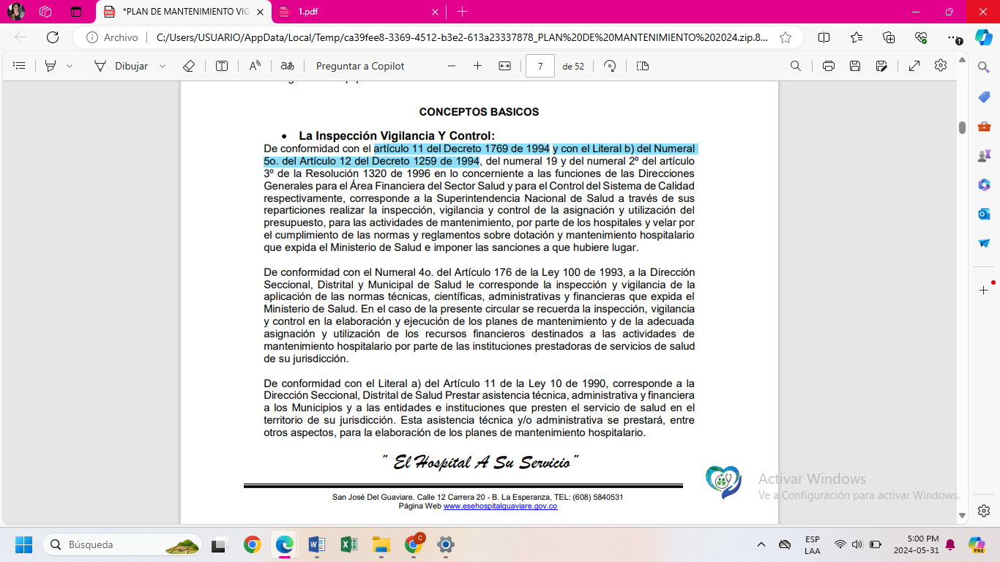 *PLAN DE MANTENIMIENTO VIG
1.pdf
Archivo
C:/Users/USUARIO/AppData/Local/Temp/ca39fee8-3369-4512-b3e2-613a23337878_PLAN%20DE%20MANTENIMIENTO%202024.zip.8...
Dibujar
Preguntar a Copilot
7
de 52
CONCEPTOS BASICOS
• La Inspección Vigilancia Y Control:
De conformidad con el artículo 11 del Decreto 1769 de 1994 y con el Literal b) del Numeral
5o. del Artículo 12 del Decreto 1259 de 1994, del numeral 19 y del numeral 2º del artículo
3º de la Resolución 1320 de 1996 en lo concerniente a las funciones de las Direcciones
Generales para el Área Financiera del Sector Salud y para el Control del Sistema de Calidad
respectivamente, corresponde a la Superintendencia Nacional de Salud a través de sus
reparticiones realizar la inspección, vigilancia y control de la asignación y utilización del
presupuesto, para las actividades de mantenimiento, por parte de los hospitales y velar por
el cumplimiento de las normas y reglamentos sobre dotación y mantenimiento hospitalario
que expida el Ministerio de Salud e imponer las sanciones a que hubiere lugar.
De conformidad con el Numeral 4o. del Artículo 176 de la Ley 100 de 1993, a la Dirección
Seccional, Distrital y Municipal de Salud le corresponde la inspección y vigilancia de la
aplicación de las normas técnicas, científicas, administrativas y financieras que expida el
Ministerio de Salud. En el caso de la presente circular se recuerda la inspección, vigilancia
y control en la elaboración y ejecución de los planes de mantenimiento y de la adecuada
asignación y utilización de los recursos financieros destinados a las actividades de
mantenimiento hospitalario por parte de las instituciones prestadoras de servicios de salud
de su jurisdicción.
De conformidad con el Literal a) del Artículo 11 de la Ley 10 de 1990, corresponde a la
Dirección Seccional, Distrital de Salud Prestar asistencia técnica, administrativa y financiera
a los Municipios y a las entidades e instituciones que presten el servicio de salud en el
territorio de su jurisdicción. Esta asistencia técnica y/o administrativa se prestará, entre
otros aspectos, para la elaboración de los planes de mantenimiento hospitalario.
" El Hospital A Su Servicio"
San José Del Guaviare. Calle 12 Carrera 20 - B. La Esperanza, TEL: (608) 5840531
Página Web www.esehospitalguaviare.gov.co
Activar Windows
Ve a Configuración para activar Windows.
Búsqueda
ESP
LAA
5:00 PM
2024-05-31